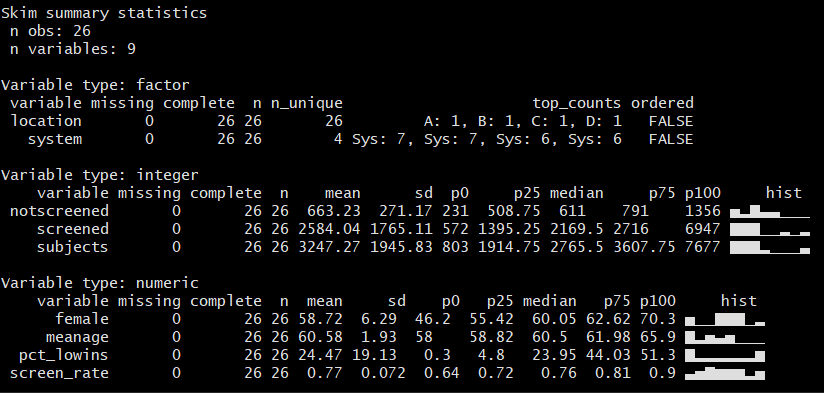 Skim summary statistics
n obs: 26
n variables: 9
Variable type: factor
variable missing complete n n_unique top_counts ordered
location 0 26 26 26 A: 1, B: 1, C: 1, D: 1 FALSE
system 0 26 26 4 Sys: 7, Sys: 7, Sys: 6, Sys: 6 FALSE
Variable type: integer
variable missing complete n mean sd p0 p25 median p75 p100 hist
notscreened 0 26 26 663.23 271.17 231 508.75 611 791 1356
screened 0 26 26 2584.04 1765.11 572 1395.25 2169.5 2716 6947
subjects 0 26 26 3247.27 1945.83 803 1914.75 2765.5 3607.75 7677
Variable type: numeric
variable missing complete n mean sd p0 p25 median p75 p100 hist
female 0 26 26 58.72 6.29 46.2 55.42 60.05 62.62 70.3
meanage 0 26 26 60.58 1.93 58 58.82 60.5 61.98 65.9
pct_lowins 0 26 26 24.47 19.13 0.3 4.8 23.95 44.03 51.3
screen_rate 0 26 26 0.77 0.072 0.64 0.72 0.76 0.81 0.9